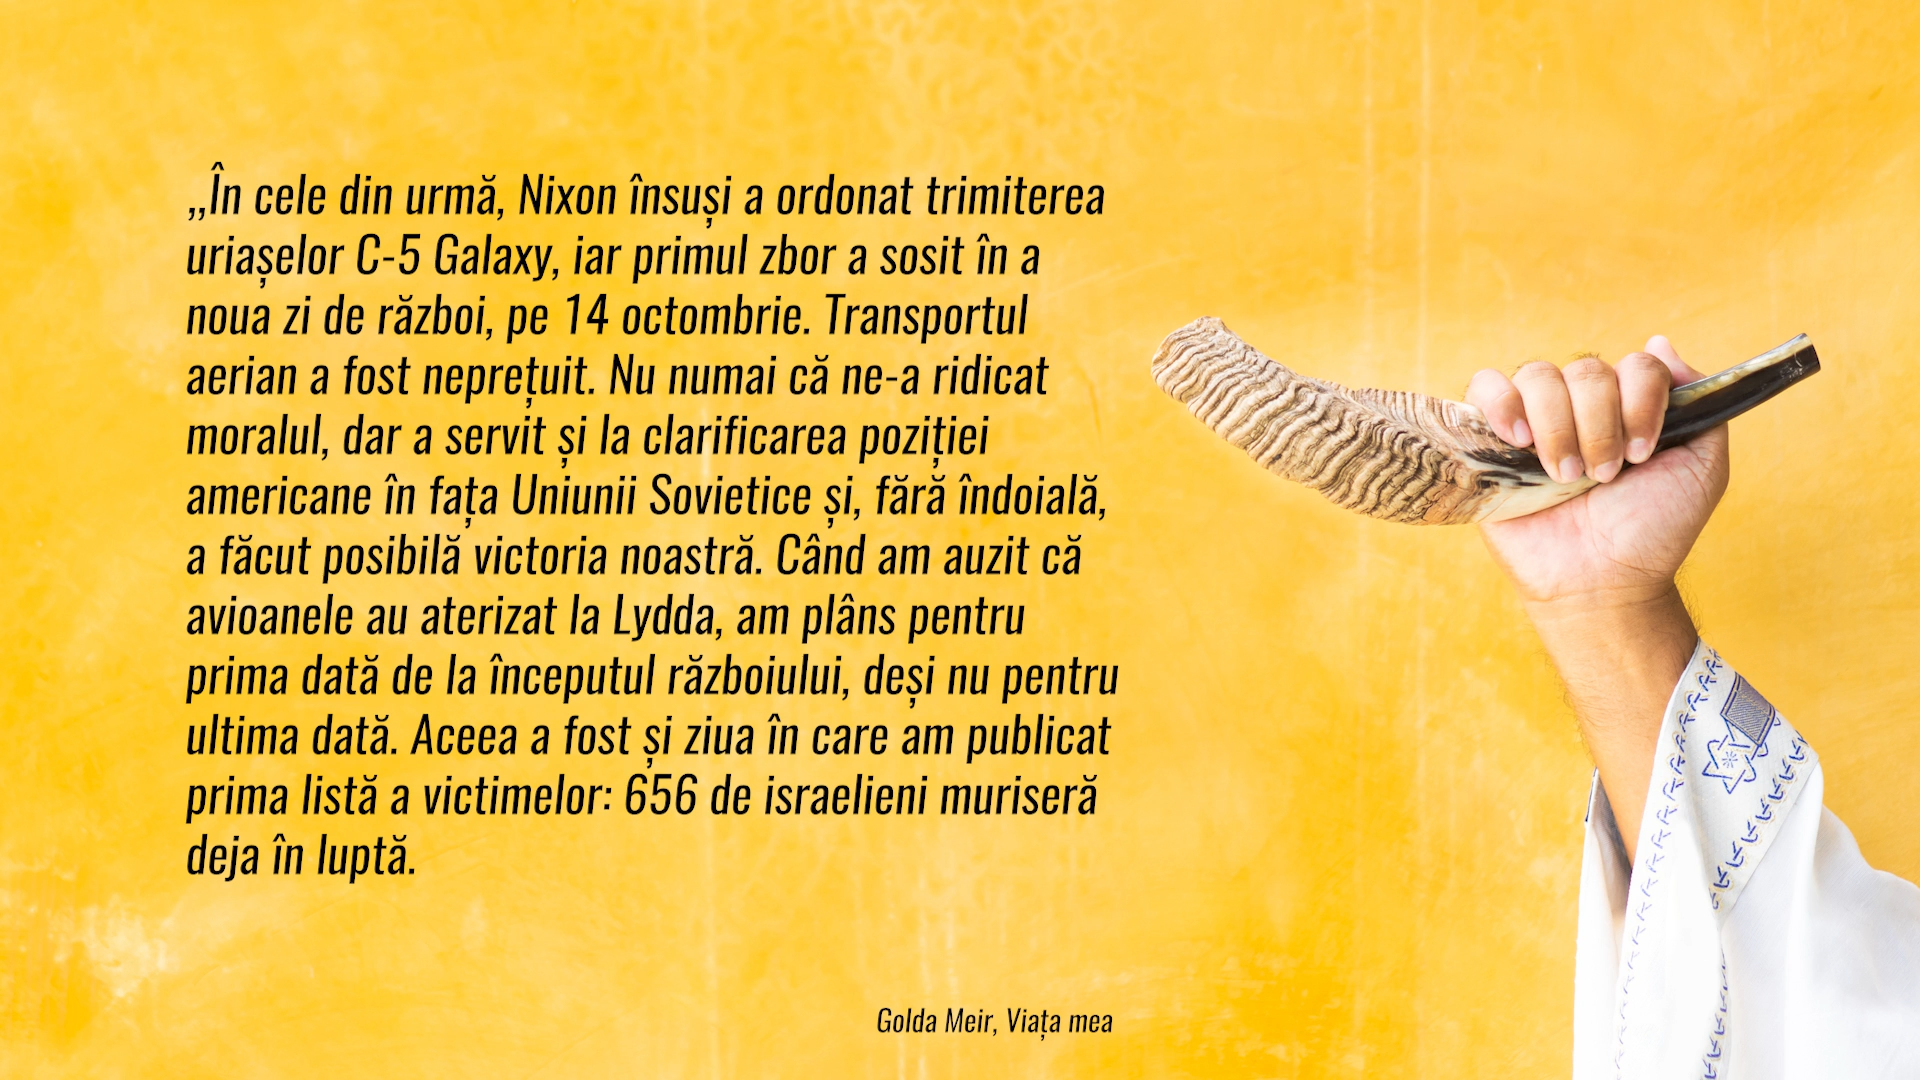 „În cele din urmă, Nixon însuși a ordonat trimiterea
uriașelor C-5 Galaxy, iar primul zbor a sosit în a
noua zi de război, pe 14 octombrie. Transportul
aerian a fost neprețuit. Nu numai că ne-a ridicat
moralul, dar a servit și la clarificarea poziției
americane în fața Uniunii Sovietice și, fără îndoială,
a făcut posibilă victoria noastră. Când am auzit că
avioanele au aterizat la Lydda, am plâns pentru
prima dată de la începutul războiului, deși nu pentru
ultima dată. Aceea a fost și ziua în care am publicat
prima listă a victimelor: 656 de israelieni muriseră
deja în luptă.
Golda Meir, Viața mea